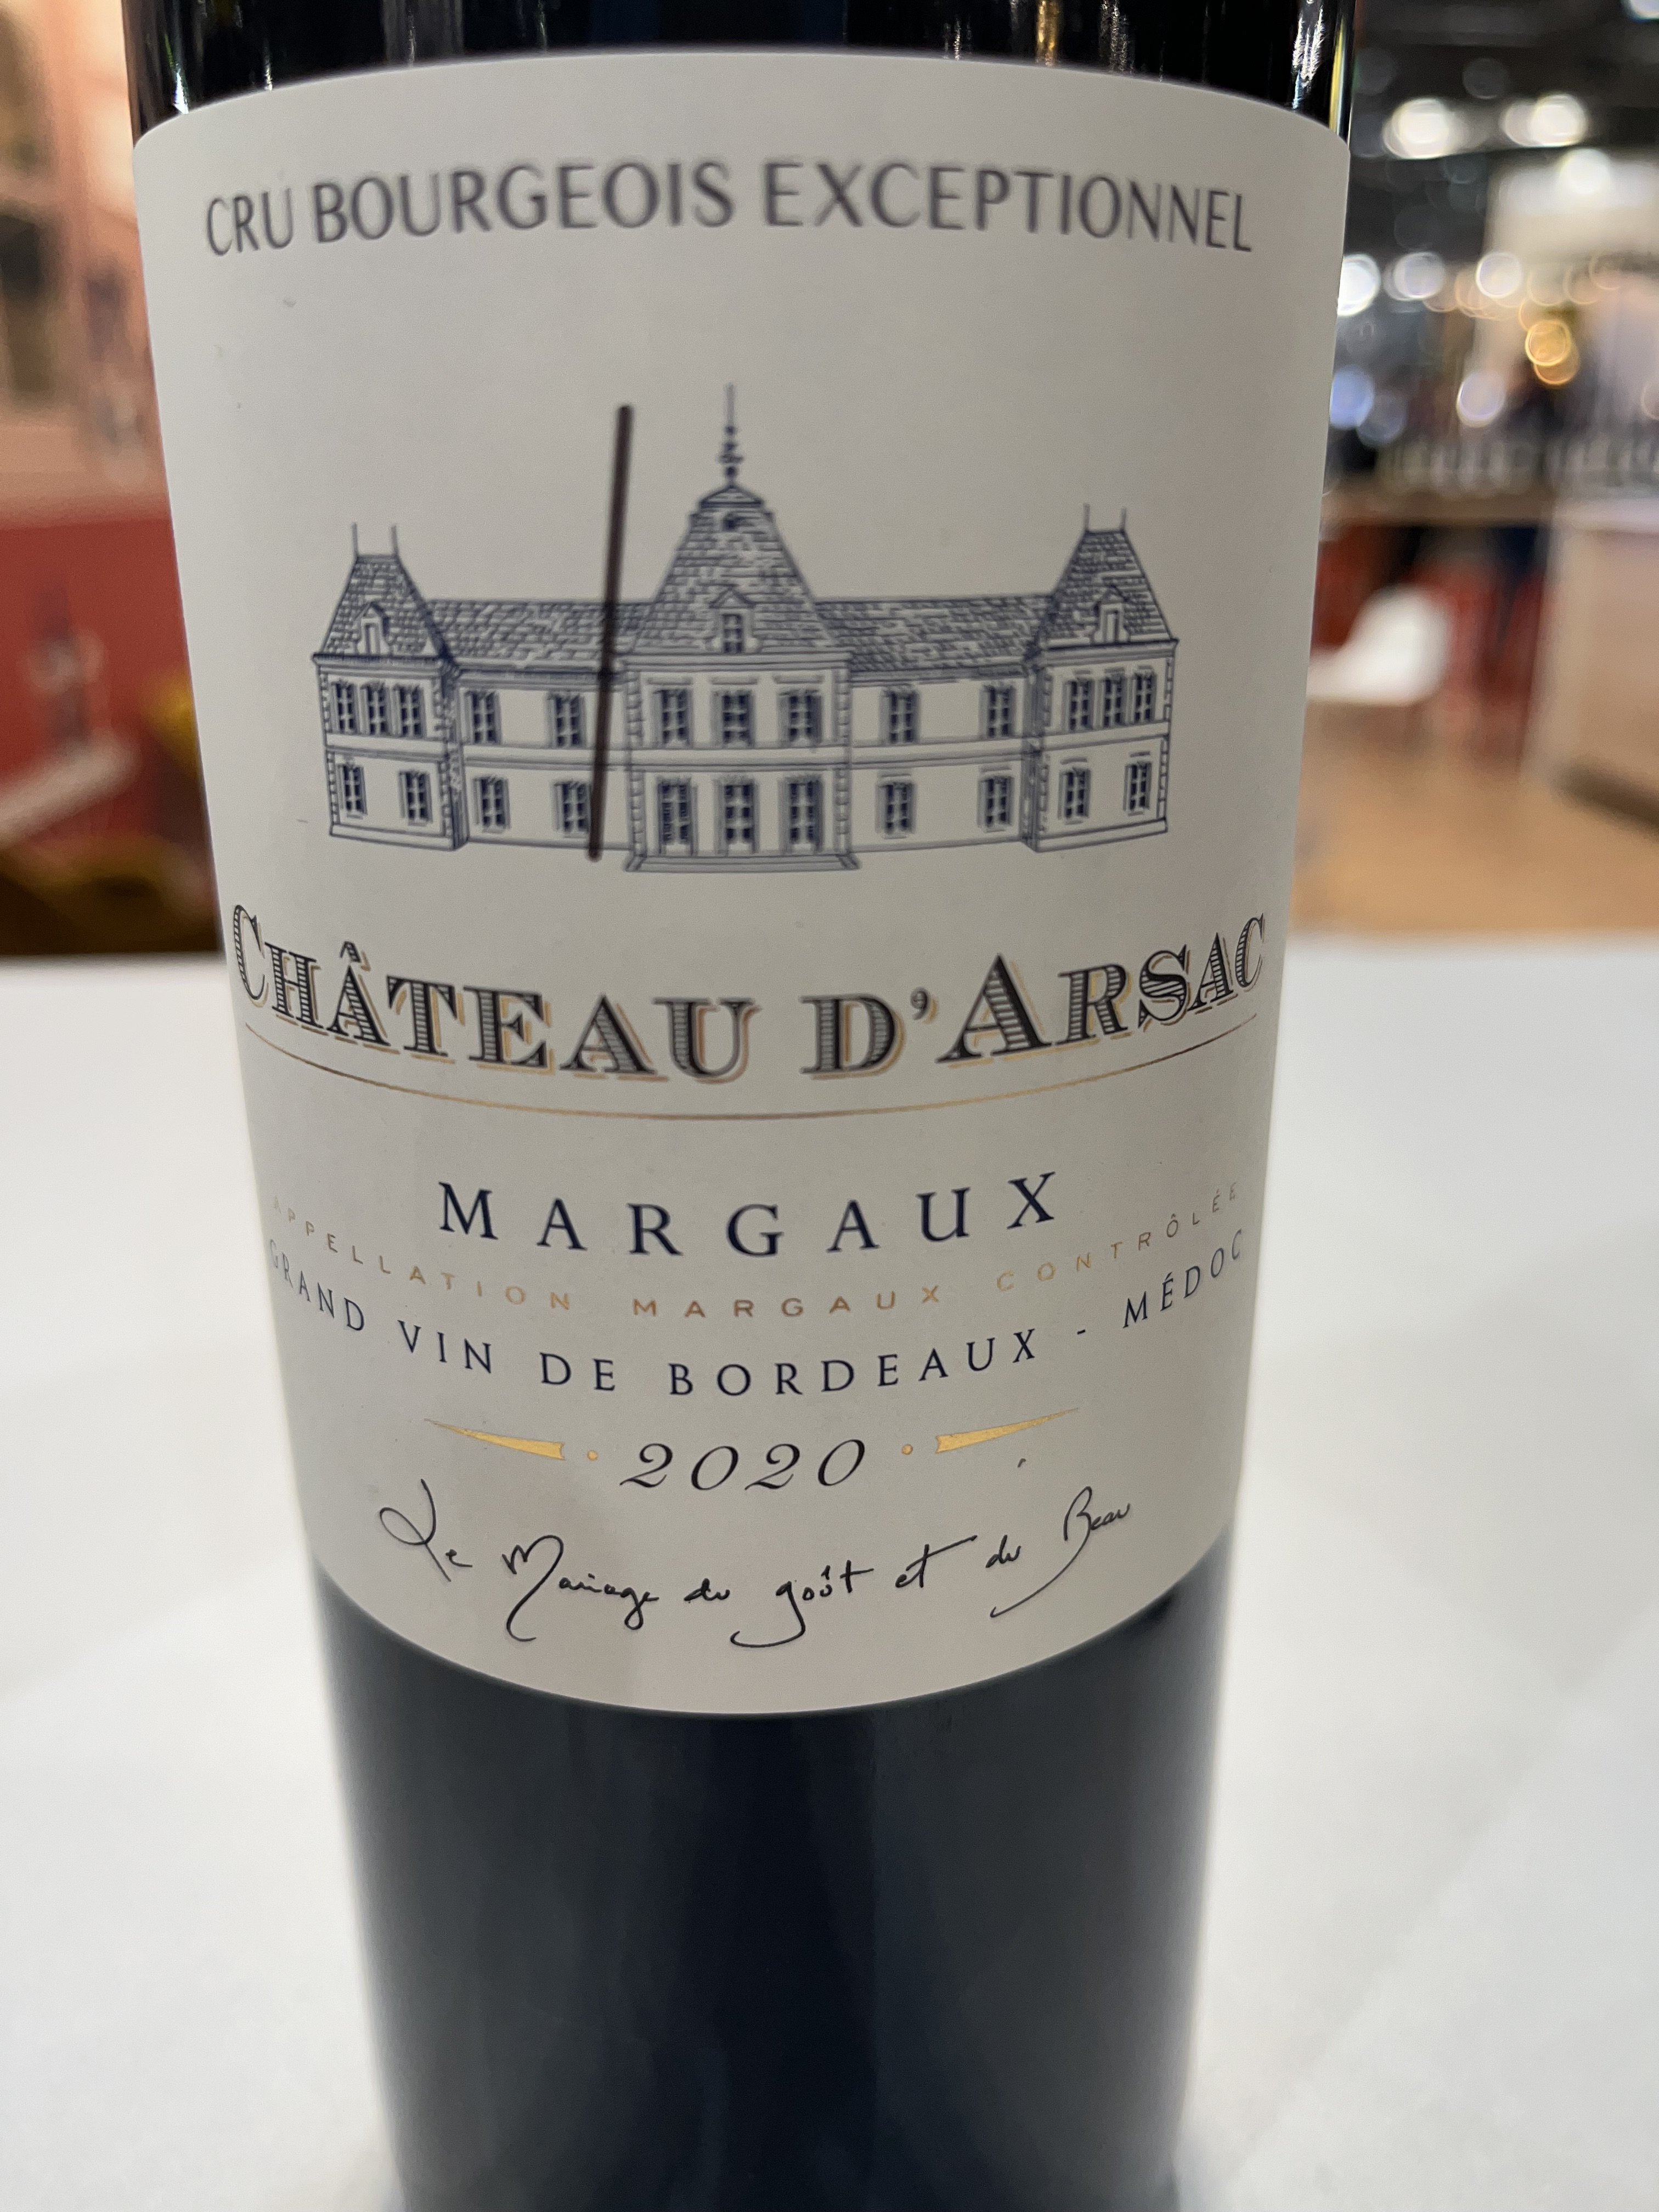 CRU BOURGEOIS EXCEPTIONNEL
CHÂTEAU D'ARSAC
MARGAUX
APPELLATION MARGAUX CONTRÔLÉE
GRAND VIN DE BORDEAUX - MÉDOC
2020
Le Mariage du goût et du Beau